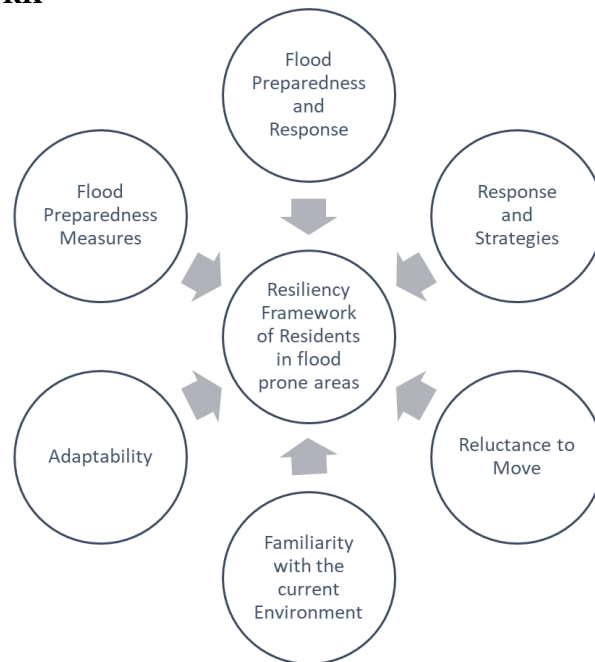 Flood
Preparedness
and
Response
Flood
Preparedness
Measures
Response
and
Strategies
Resiliency
Framework
of Residents
in flood
prone areas
Adaptability
Reluctance to
Move
Familiarity
with the
current
Environment